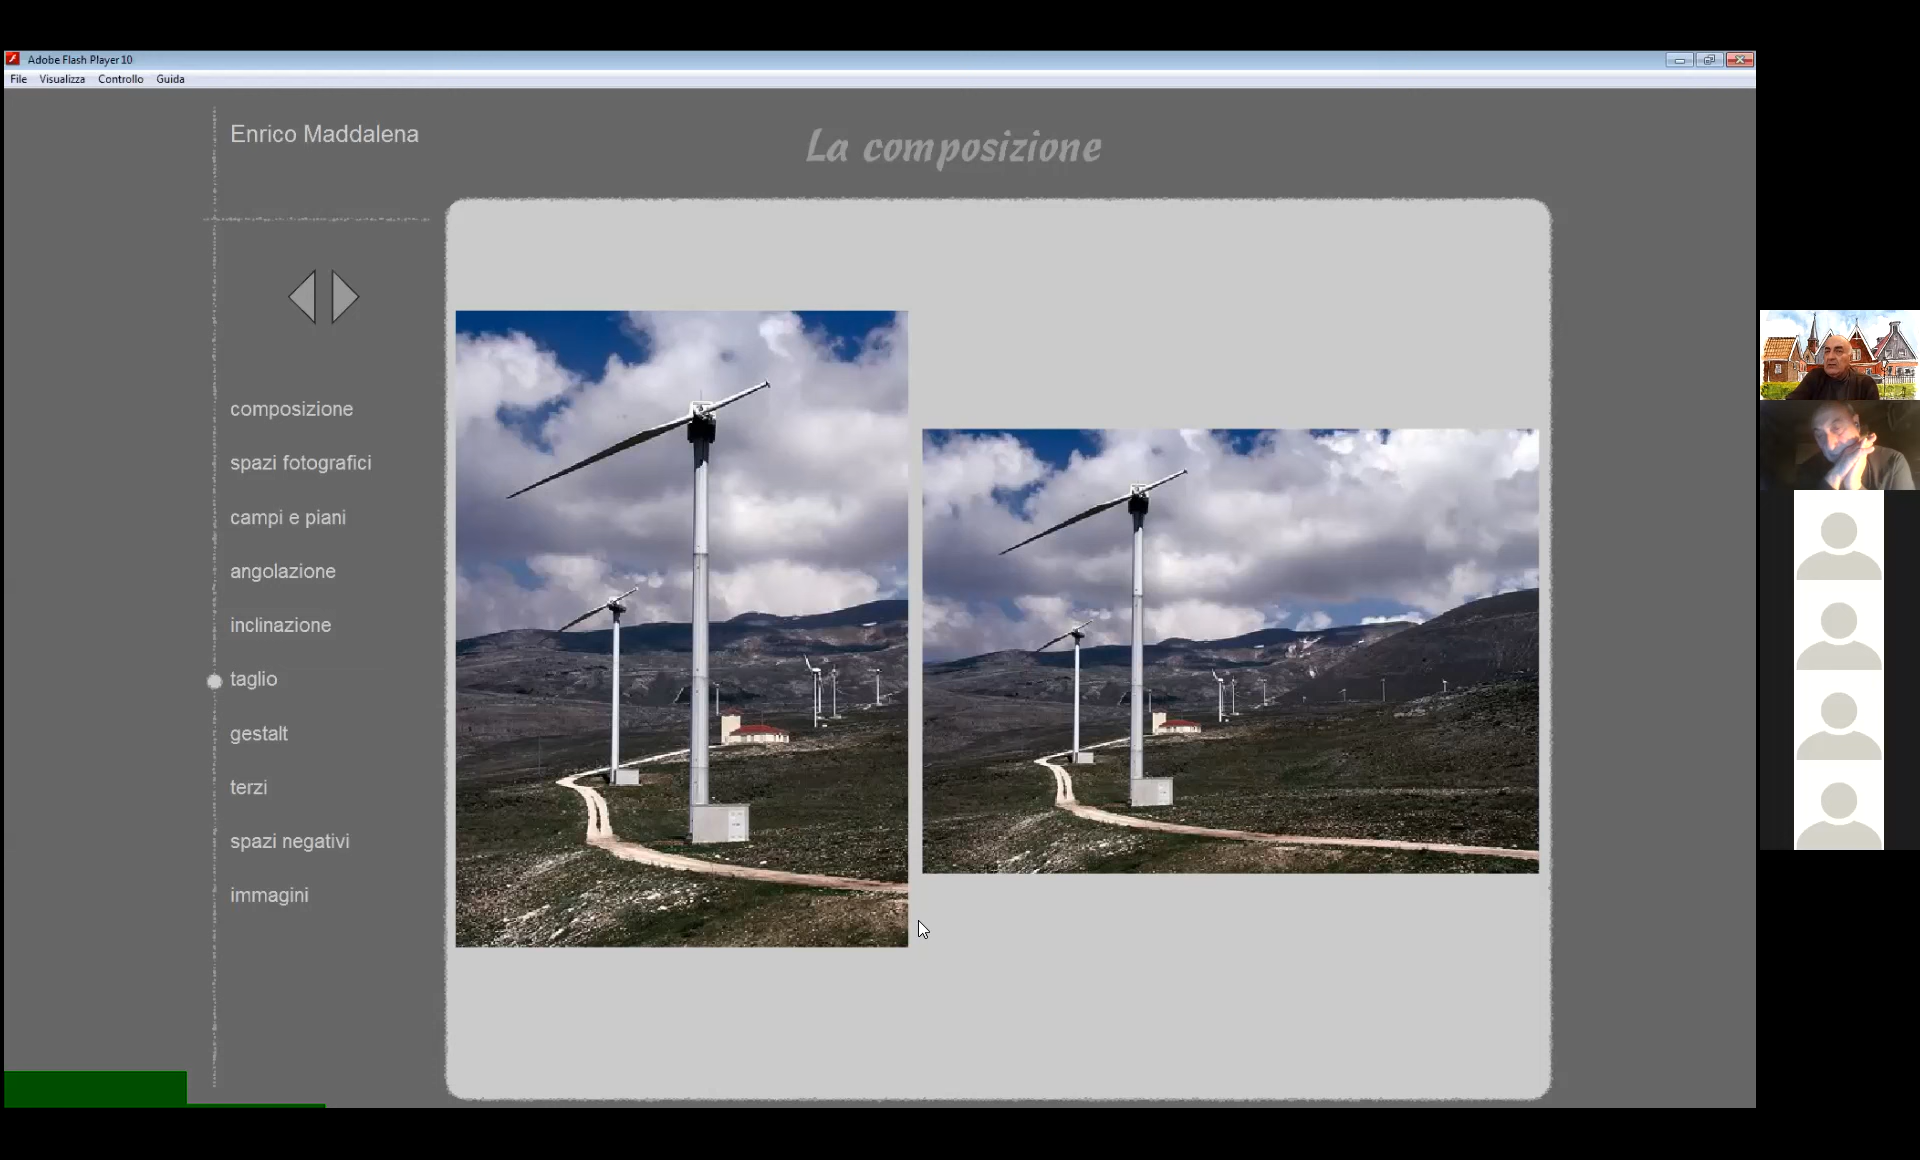 Adobe Flash Player 10
File Visualizza Controllo Guida
Enrico Maddalena
La composizione
composizione
spazi fotografici
campi e piani
angolazione
inclinazione
taglio
gestalt
terzi
spazi negativi
immagini